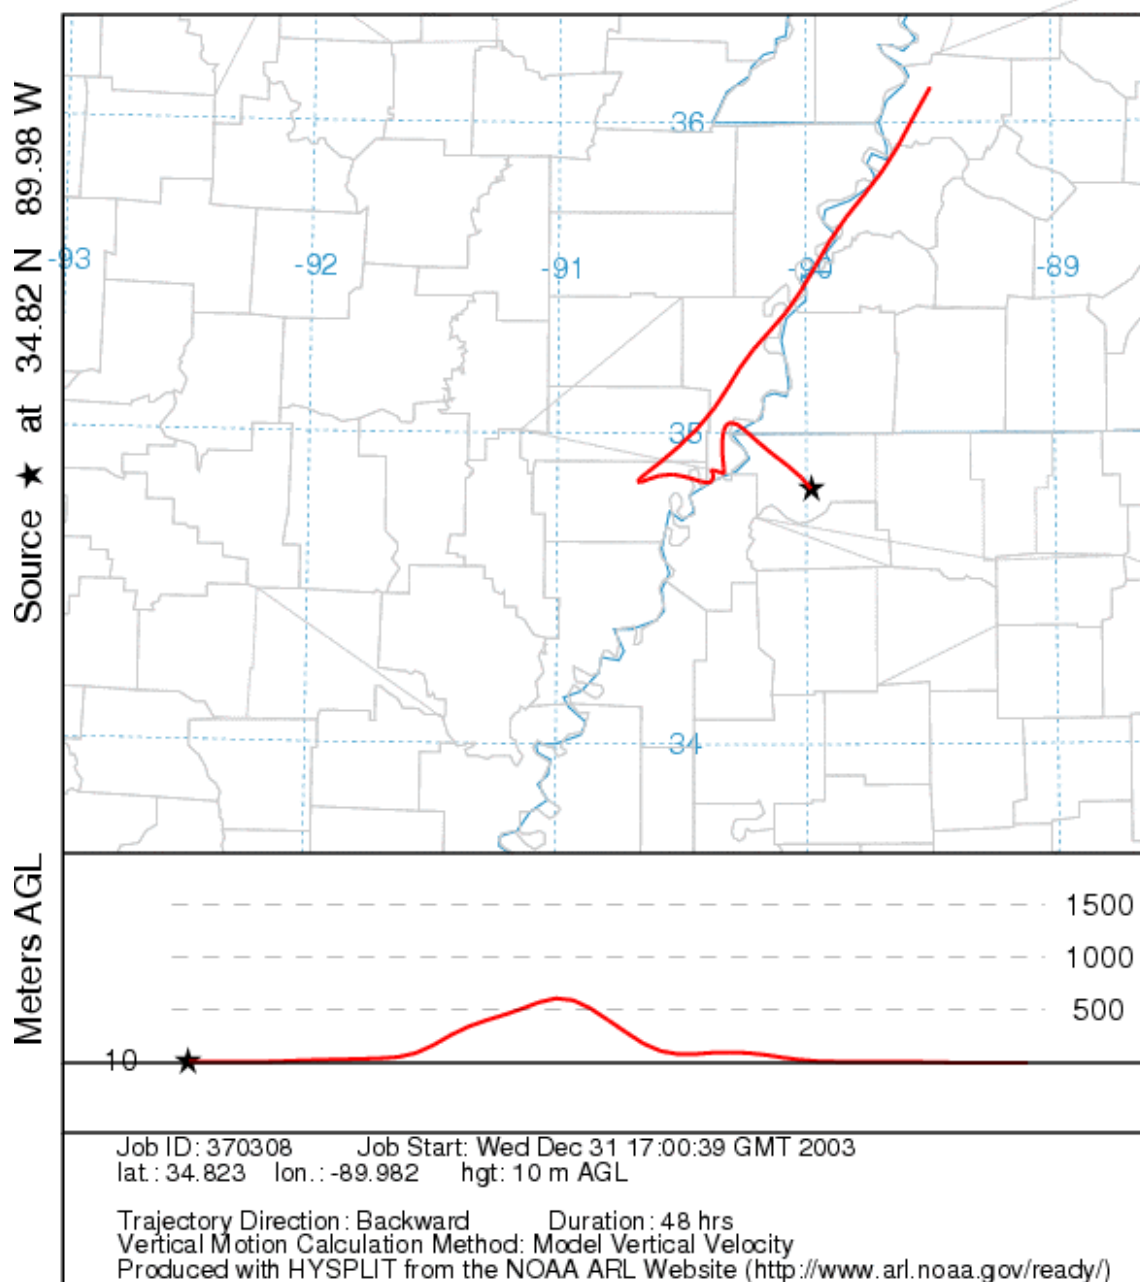 Source ★ at 34.82 N 89.98 W
36
-93
-92
-91
-90
-89
35
34
Meters AGL
1500
1000
500
10
Job ID: 370308 Job Start: Wed Dec 31 17:00:39 GMT 2003
lat.: 34.823 lon.: -89.982 hgt: 10 m AGL
Trajectory Direction: Backward Duration: 48 hrs
Vertical Motion Calculation Method: Model Vertical Velocity
Produced with HYSPLIT from the NOAA ARL Website (http://www.arl.noaa.gov/ready/)